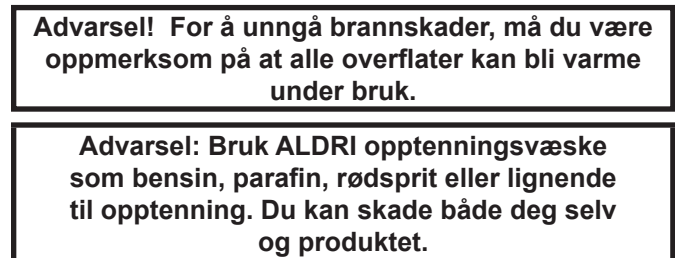 Advarsel!  For å unngå brannskader, må du være
oppmerksom på at alle overflater kan bli varme
under bruk.
Advarsel: Bruk ALDRI opptenningsvæske
som bensin, parafin, rødsprit eller lignende
til opptenning. Du kan skade både deg selv
og produktet.